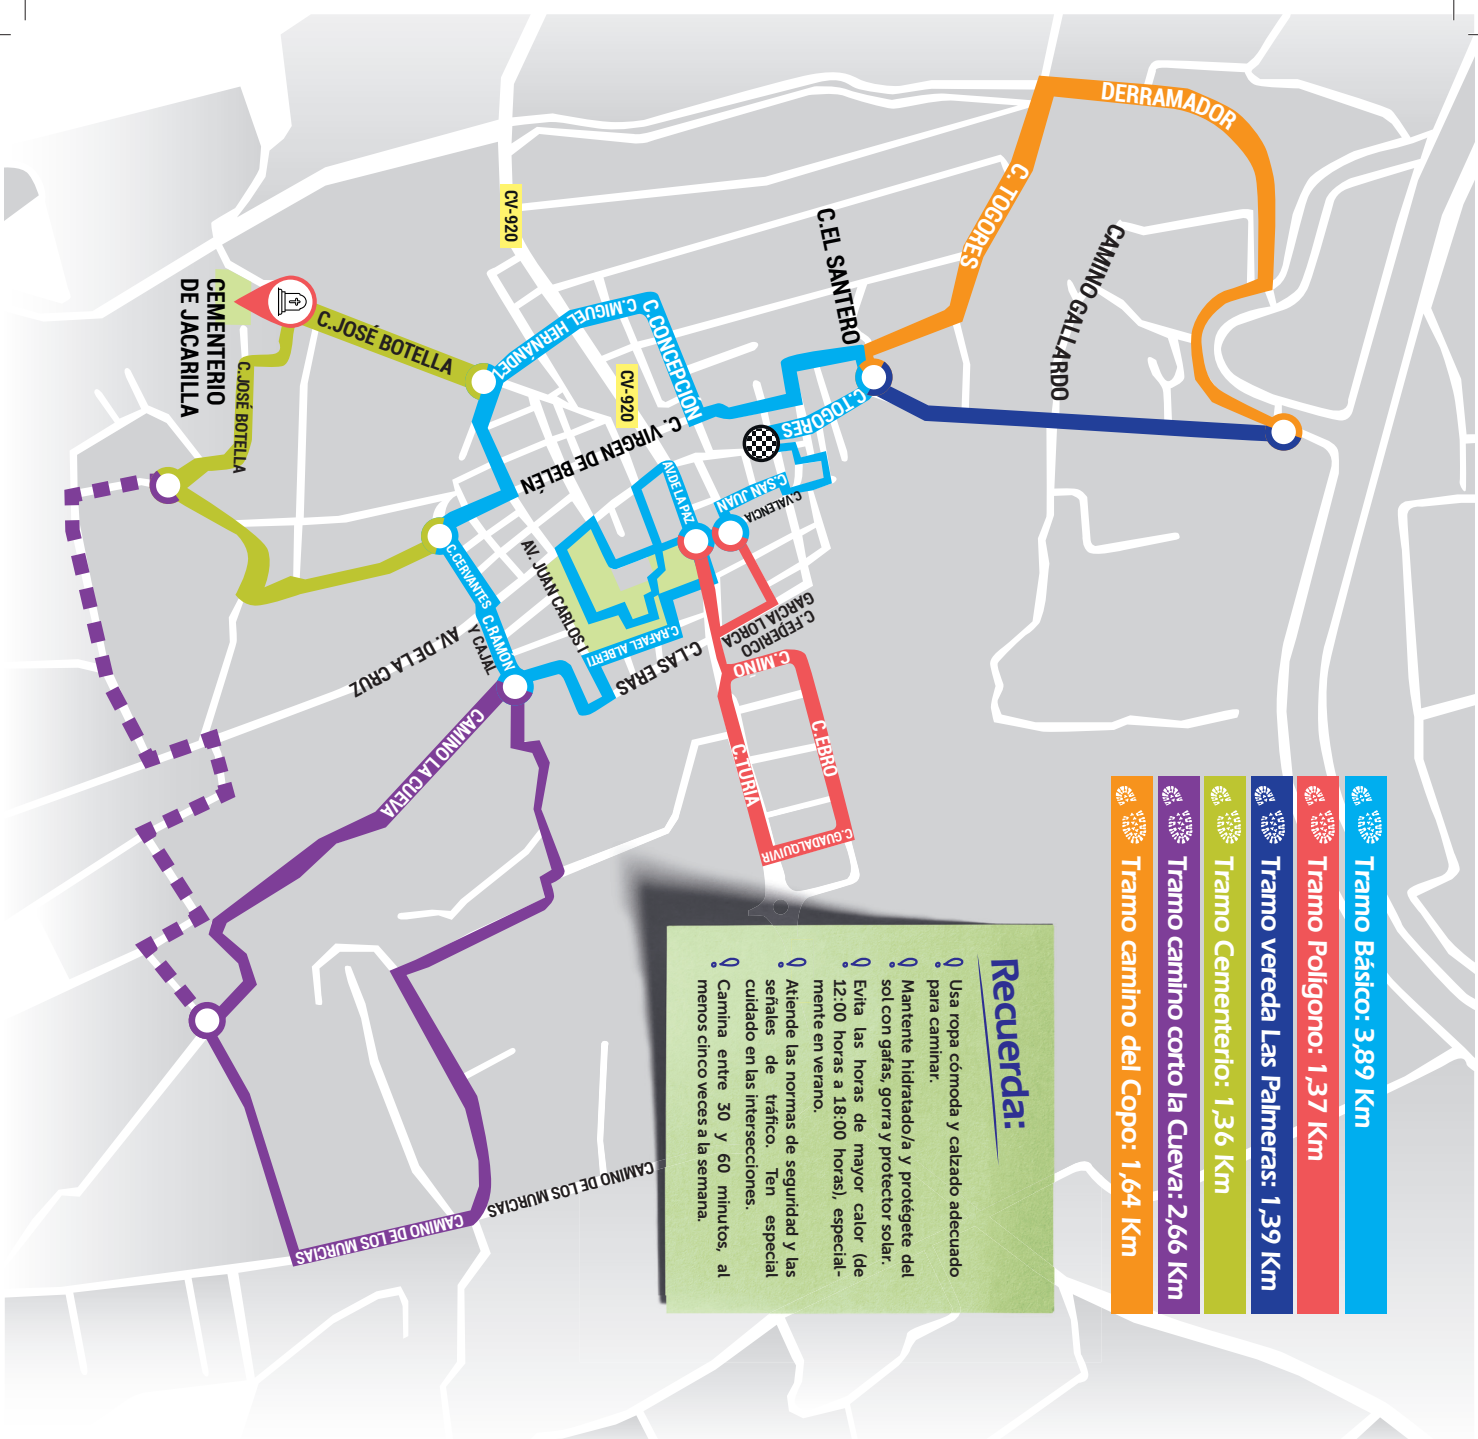 Tramo Básico: 3,89 Km
Tramo Polígono: 1,37 Km
Tramo vereda Las Palmeras: 1,39 Km
Tramo Cementerio: 1,36 Km
Tramo camino corto la Cueva: 2,66 Km
Tramo camino del Copo: 1,64 Km
Recuerda:
Usa ropa cómoda y calzado adecuado
para caminar.
Mantente hidratado/a y protégete del
sol con gafas, gorra y protector solar.
Evita las horas de mayor calor (de
12:00 horas a 18:00 horas), especial-
mente en verano.
Atiende las normas de seguridad y las
señales de tráfico. Ten especial
cuidado en las intersecciones.
Camina entre 30 y 60 minutos, al
menos cinco veces a la semana.
DERRAMADOR
C. TOGORES
CAMINO GALLARDO
C.EL SANTERO
C.TOGORES
CV-920
CV-920
C.MIGUEL HERNÁNDEZ
C.CONCEPCIÓN
C. VIRGEN DE BELÉN
C.JOSÉ BOTELLA
CEMENTERIO
DE JACARILLA
C.JOSÉ BOTELLA
AV.DE LA PAZ
C.SAN JUAN
C.VALENCIA
AV. JUAN CARLOS I
C.CERVANTES
C.RAMÓN
Y CAJAL
AV. DE LA CRUZ
C.RAFAEL ALBERTI
C.LAS ERAS
C.FEDERICO
GARCIA LORCA
C.MIÑO
C.EBRO
C.TURIA
C.GUADALQUIVIR
CAMINO LA CUEVA
CAMINO DE LOS MURCIAS
CAMINO DE LOS MURCIAS